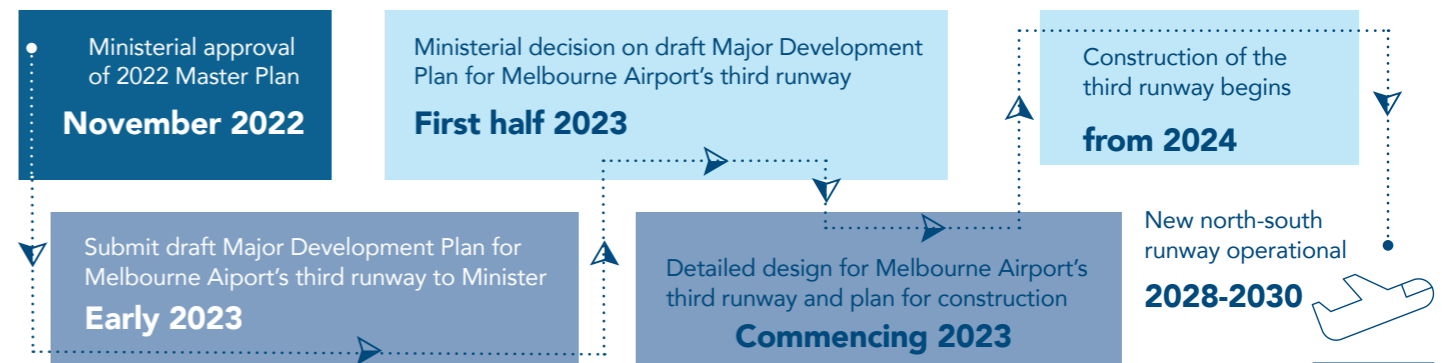 Ministerial approval
of 2022 Master Plan
November 2022
Submit draft Major Development Plan for
Melbourne Aiport's third runway to Minister
Early 2023
Ministerial decision on draft Major Development
Plan for Melbourne Airport's third runway
First half 2023
Detailed design for Melbourne Airport's
third runway and plan for construction
Commencing 2023
Construction of the
third runway begins
from 2024
New north-south
runway operational
2028-2030